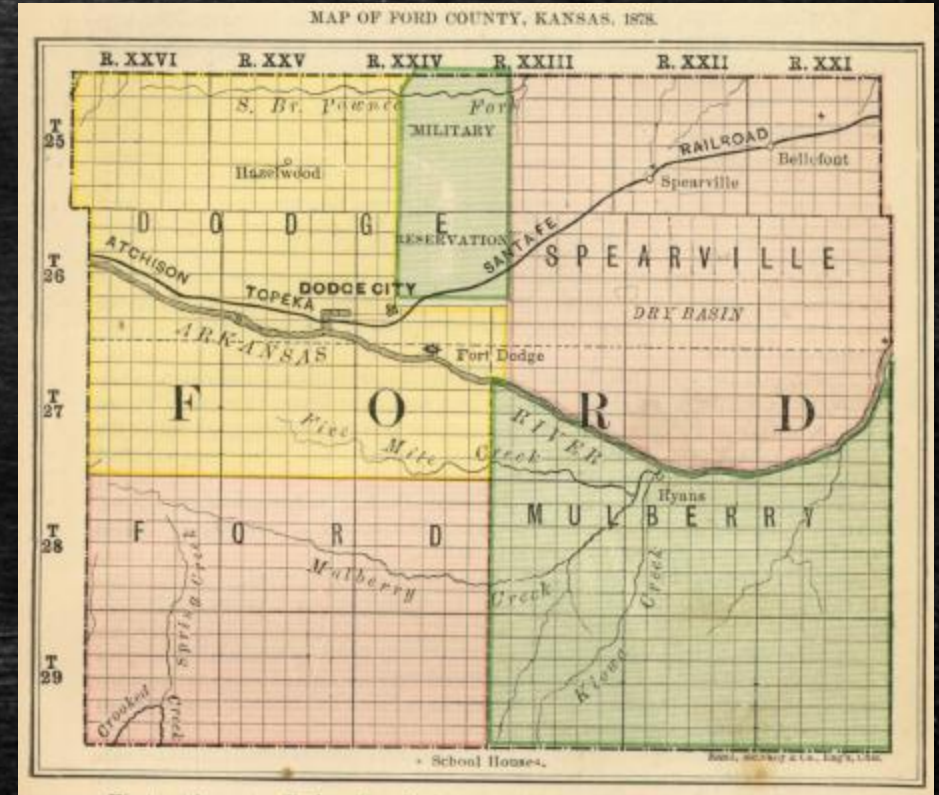 MAP OF FORD COUNTY, KANSAS, 1878.
R. XXVI R. XXV R. XXIV R. XXIII R. XXII R. XXI
S. Br. Pawnee Fork
T
25
MILITARY
RAILROAD
Bellefont
Hazelwood
Spearville
DODGE
RESERVATION
SANTA FE
ATCHISON
SPEARVILLE
T
26
TOPEKA
DODGE CITY
DRY BASIN
ARKANSAS
Fort Dodge
T
27
FORD
RIVER
Five Mile Creek
Ryans
MULBERRY
FORD
T
28
Mulberry Creek
Spring Creek
Kiowa Creek
T
29
Crooked Creek
School Houses.